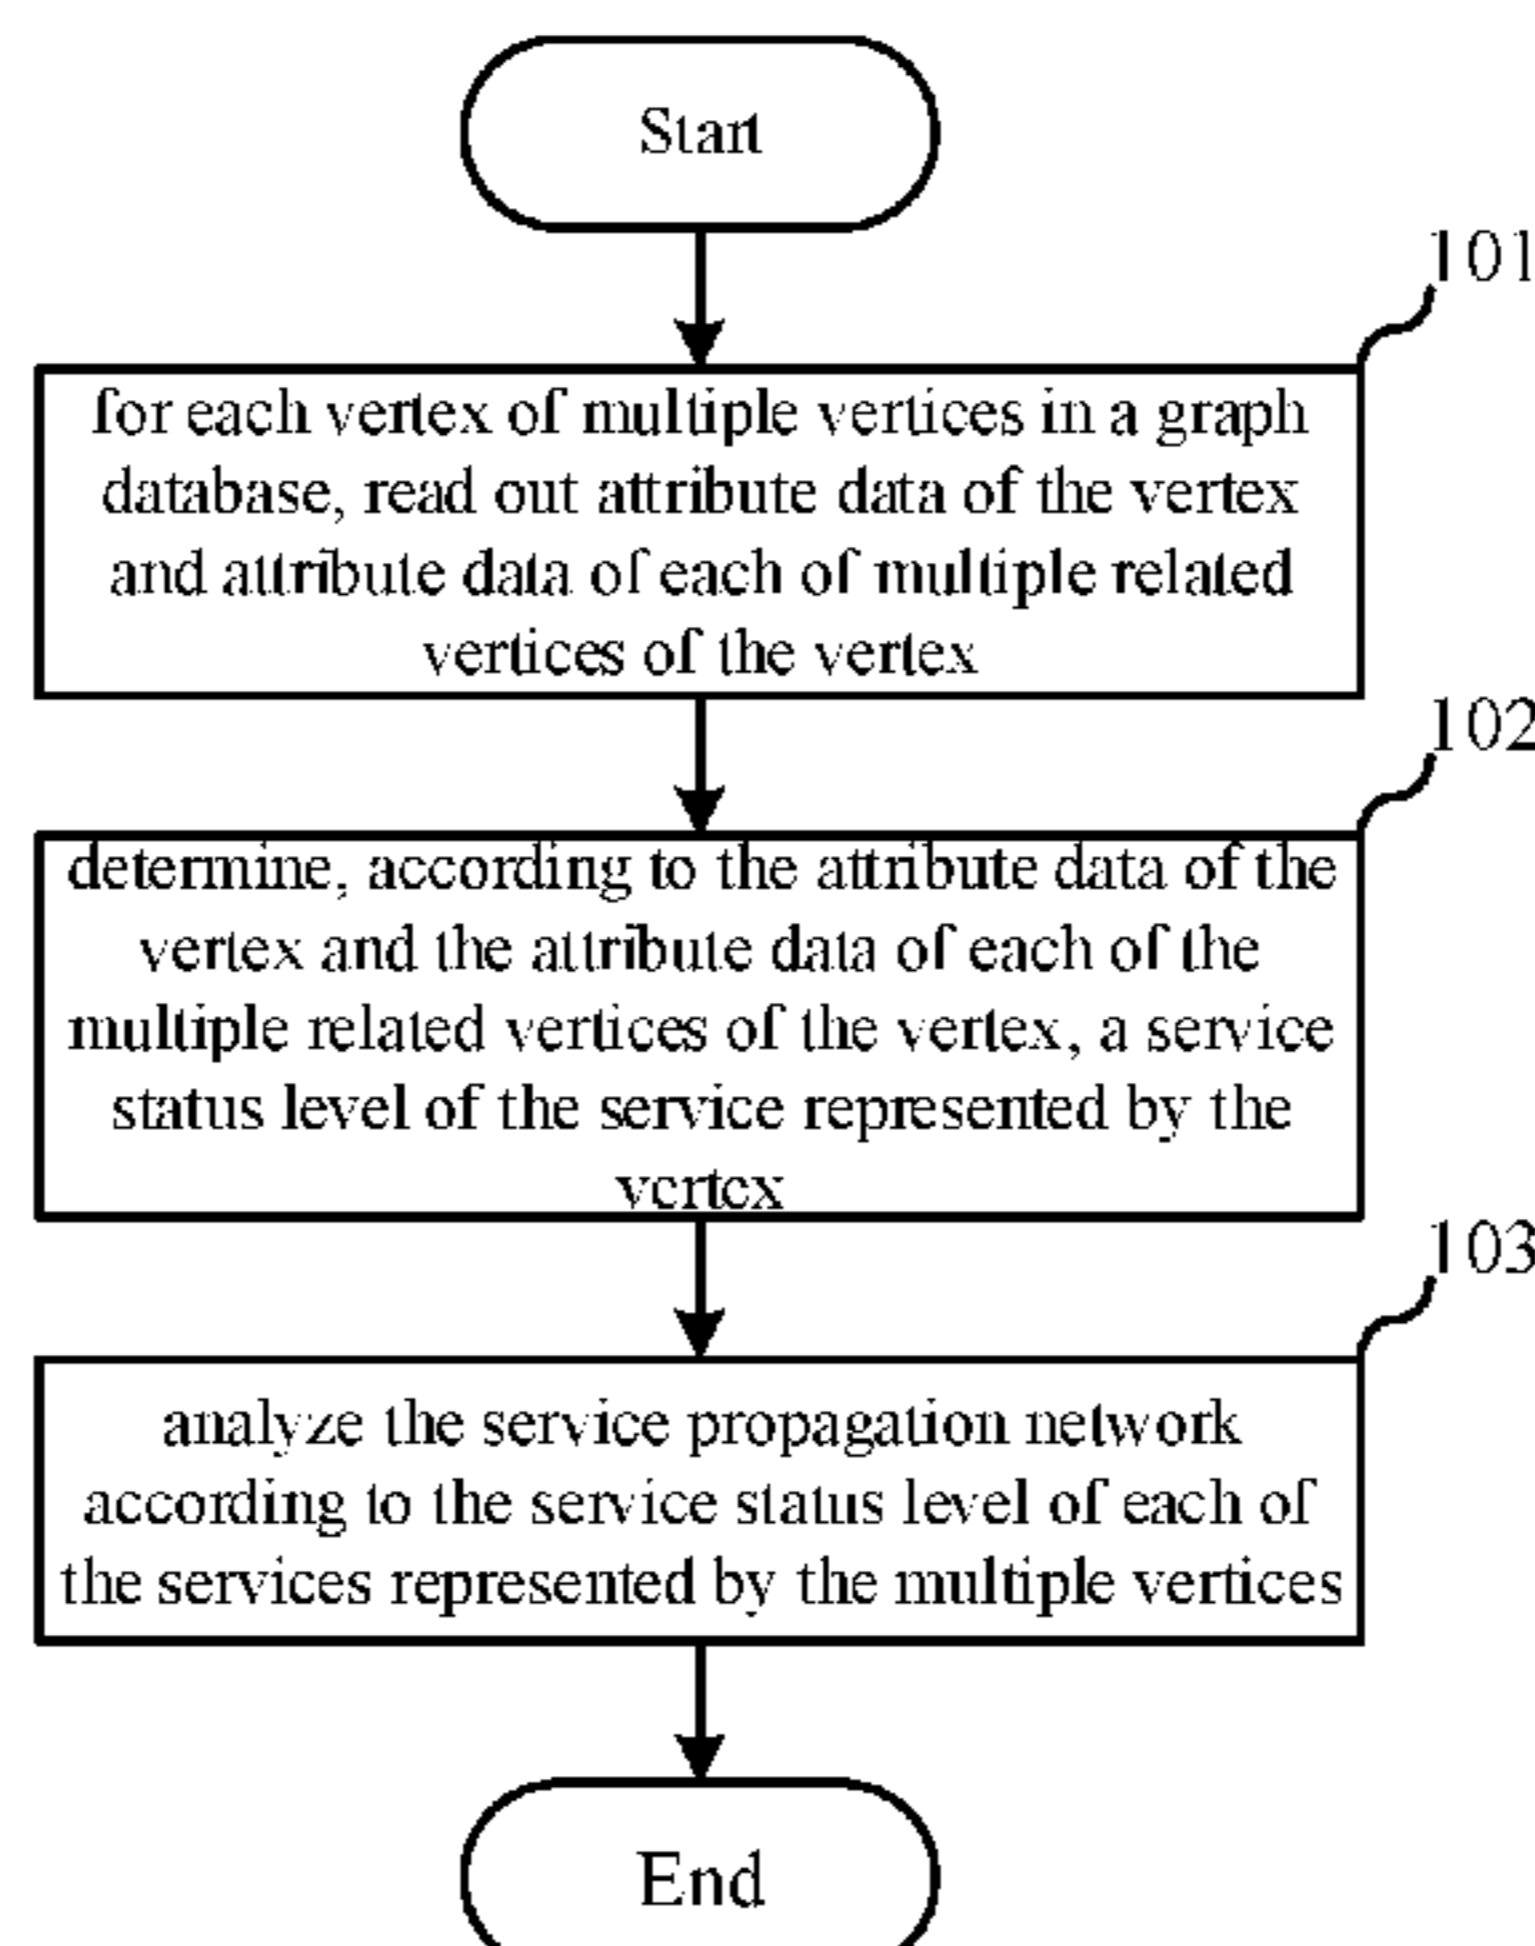 Start
101
for each vertex of multiple vertices in a graph
database, read out attribute data of the vertex
and attribute data of each of multiple related
vertices of the vertex
102
determine, according to the attribute data of the
vertex and the attribute data of each of the
multiple related vertices of the vertex, a service
status level of the service represented by the
vertex
103
analyze the service propagation network
according to the service status level of each of
the services represented by the multiple vertices
End